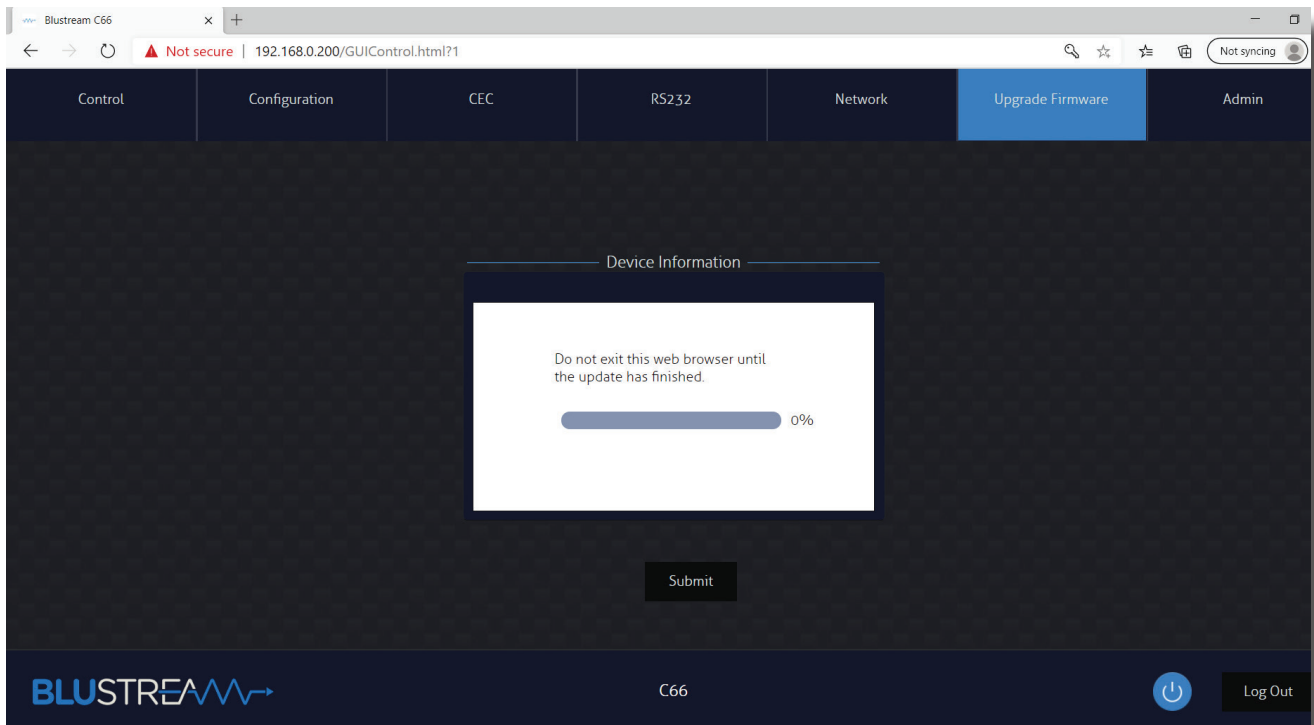 Blustream C66
Not secure | 192.168.0.200/GUIControl.html?1
Not syncing
Control
Configuration
CEC
RS232
Network
Upgrade Firmware
Admin
Device Information
Do not exit this web browser until
the update has finished.
0%
Submit
BLUSTREAM
C66
Log Out